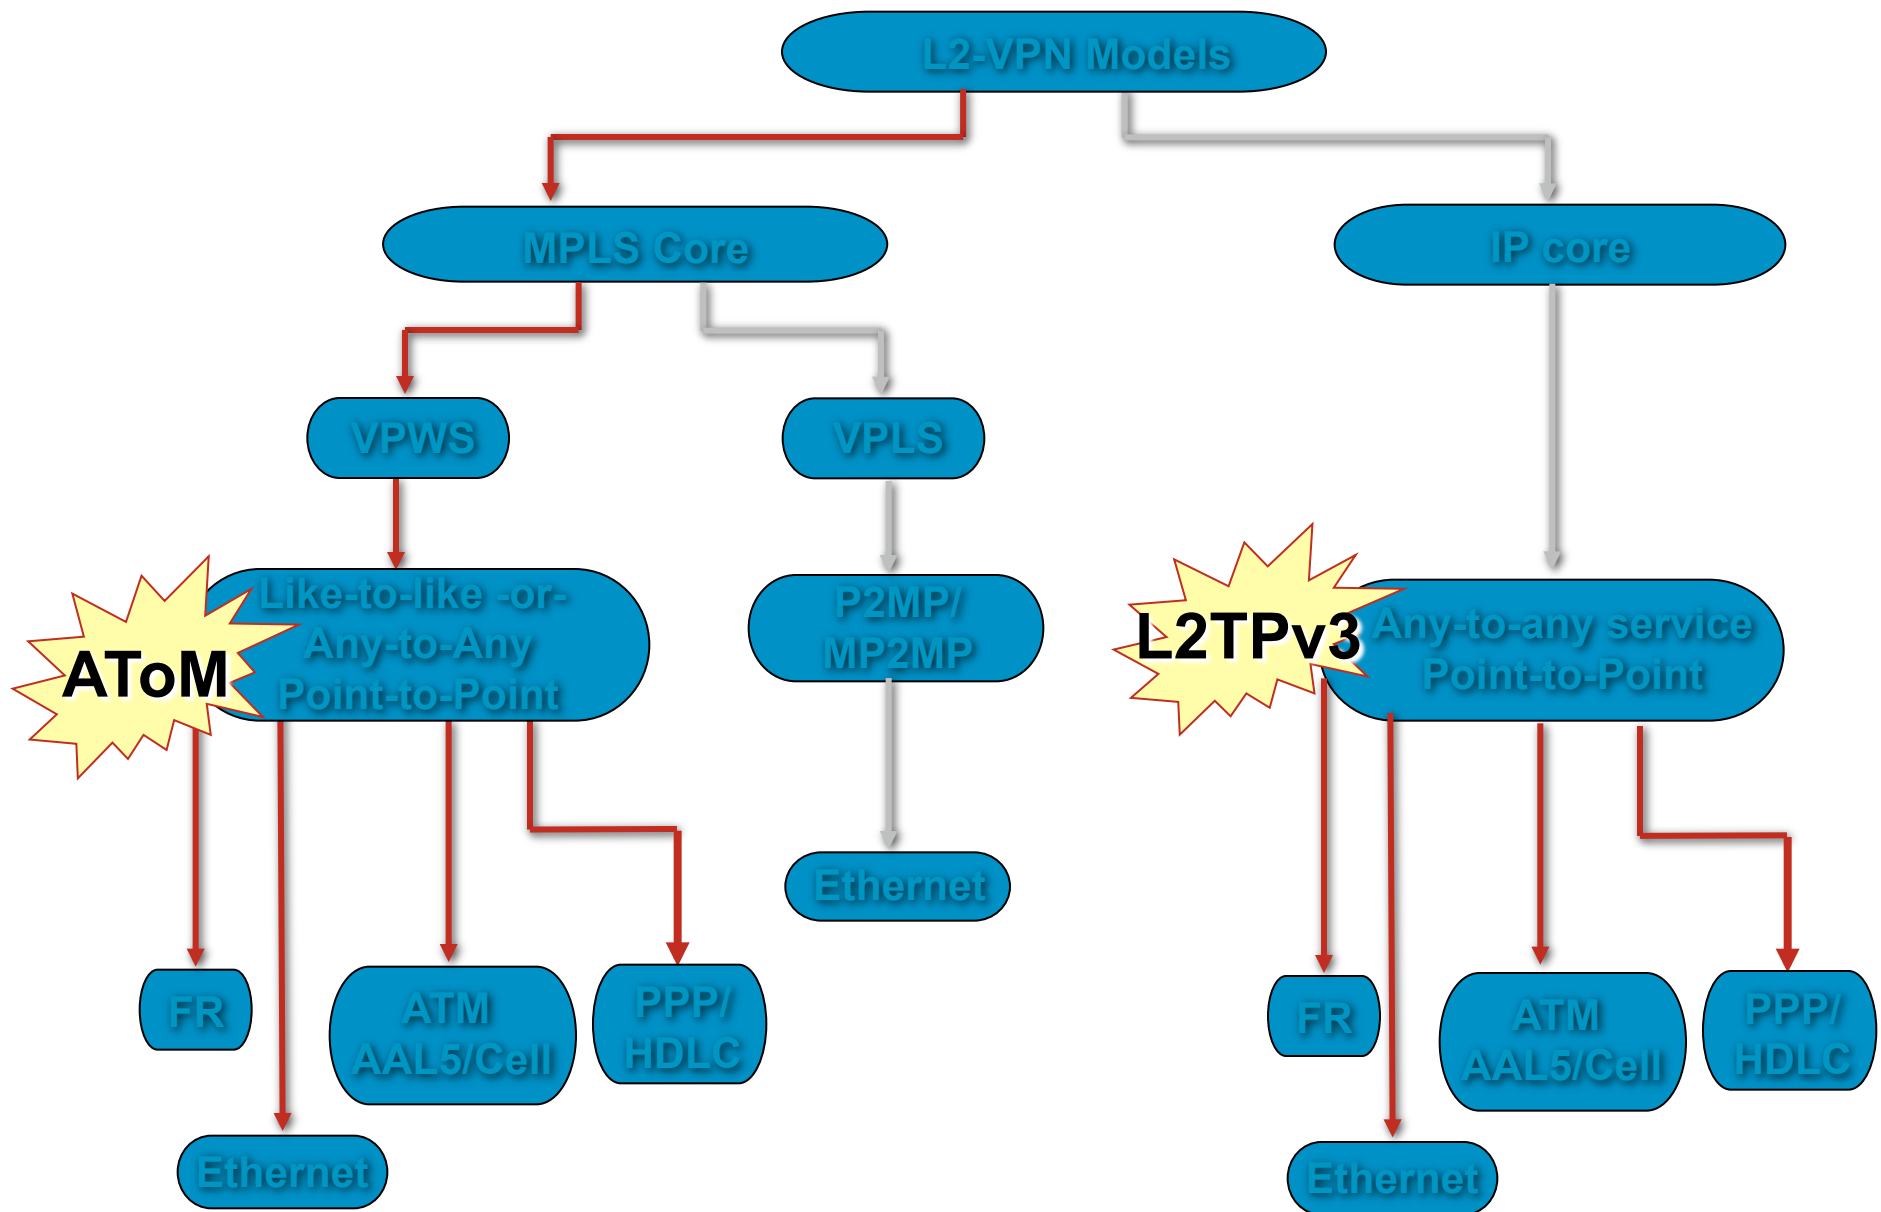 L2-VPN Models
MPLS Core
IP core
VPWS
VPLS
Like-to-like -or-
Any-to-Any
Point-to-Point
AToM
P2MP/
MP2MP
L2TPv3
Any-to-any service
Point-to-Point
Ethernet
FR
ATM
AAL5/Cell
PPP/
HDLC
Ethernet
FR
ATM
AAL5/Cell
PPP/
HDLC
Ethernet